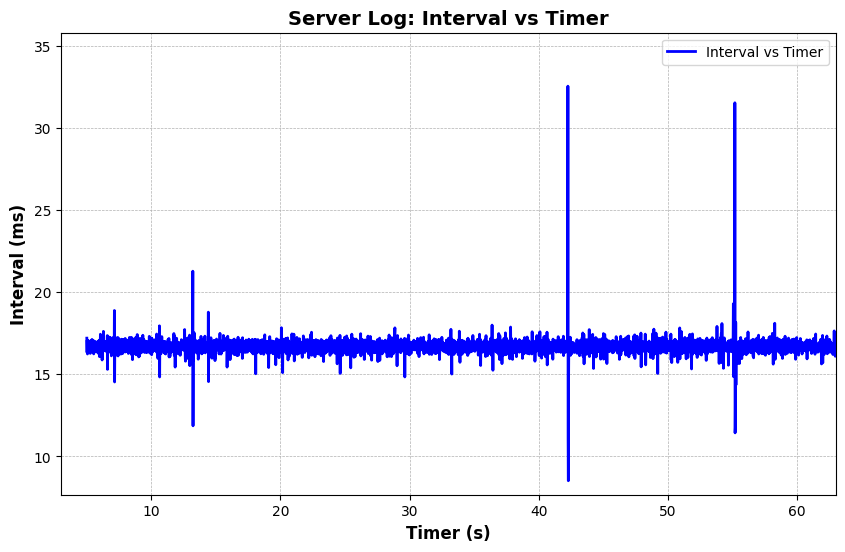 Server Log: Interval vs Timer
Interval vs Timer
35
30
25
20
15
10
Interval (ms)
10 20 30 40 50 60
Timer (s)